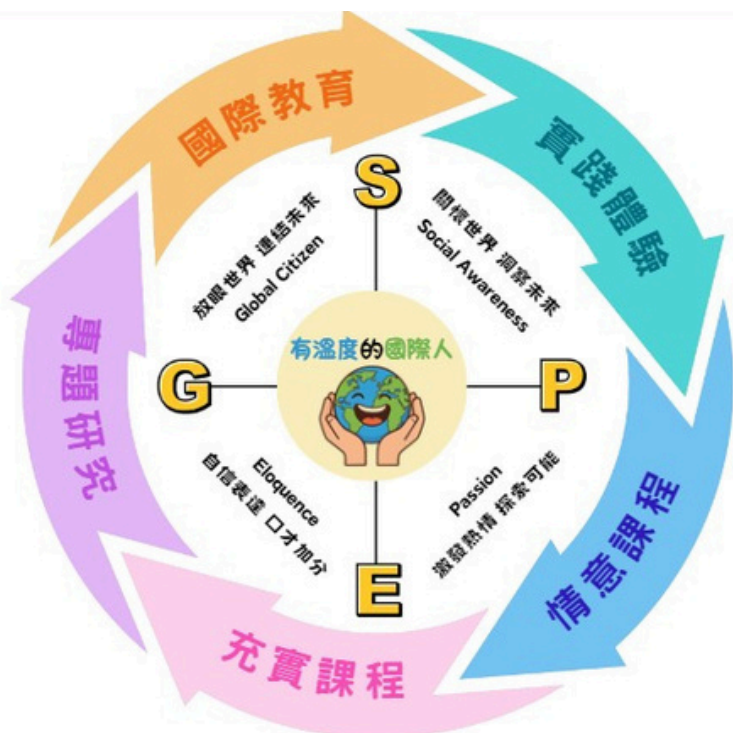 國際教育
實踐體驗
情意課程
充實課程
專題研究
S
關懷世界 洞察未來
Social Awareness
P
Passion
激發熱情 探索可能
E
Eloquence
自信表達 口才加分
G
放眼世界 連結未來
Global Citizen
有溫度的國際人